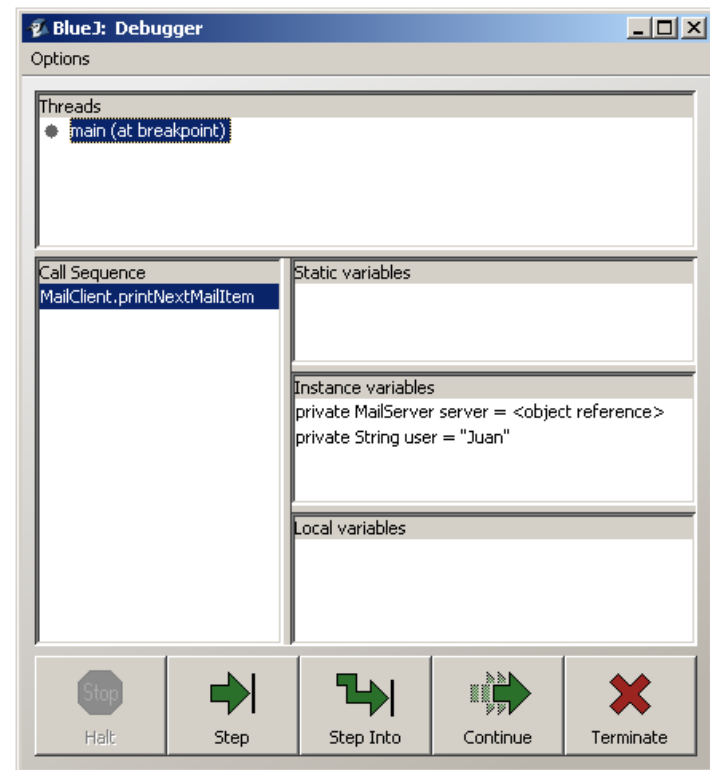 BlueJ: Debugger
Options
Threads
main (at breakpoint)
Call Sequence
MailClient.printNextMailItem
Static variables
Instance variables
private MailServer server = <object reference>
private String user = "Juan"
Local variables
Stop
Halt
Step
Step Into
Continue
Terminate